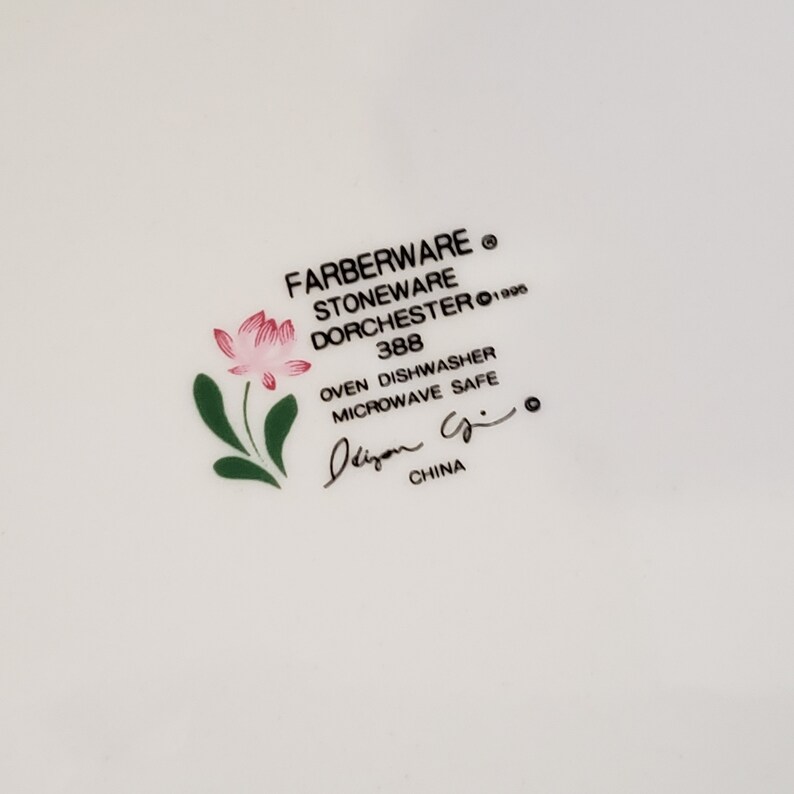 FARBERWARE ®
STONEWARE
DORCHESTER © 1995
388
OVEN DISHWASHER
MICROWAVE SAFE
©
CHINA